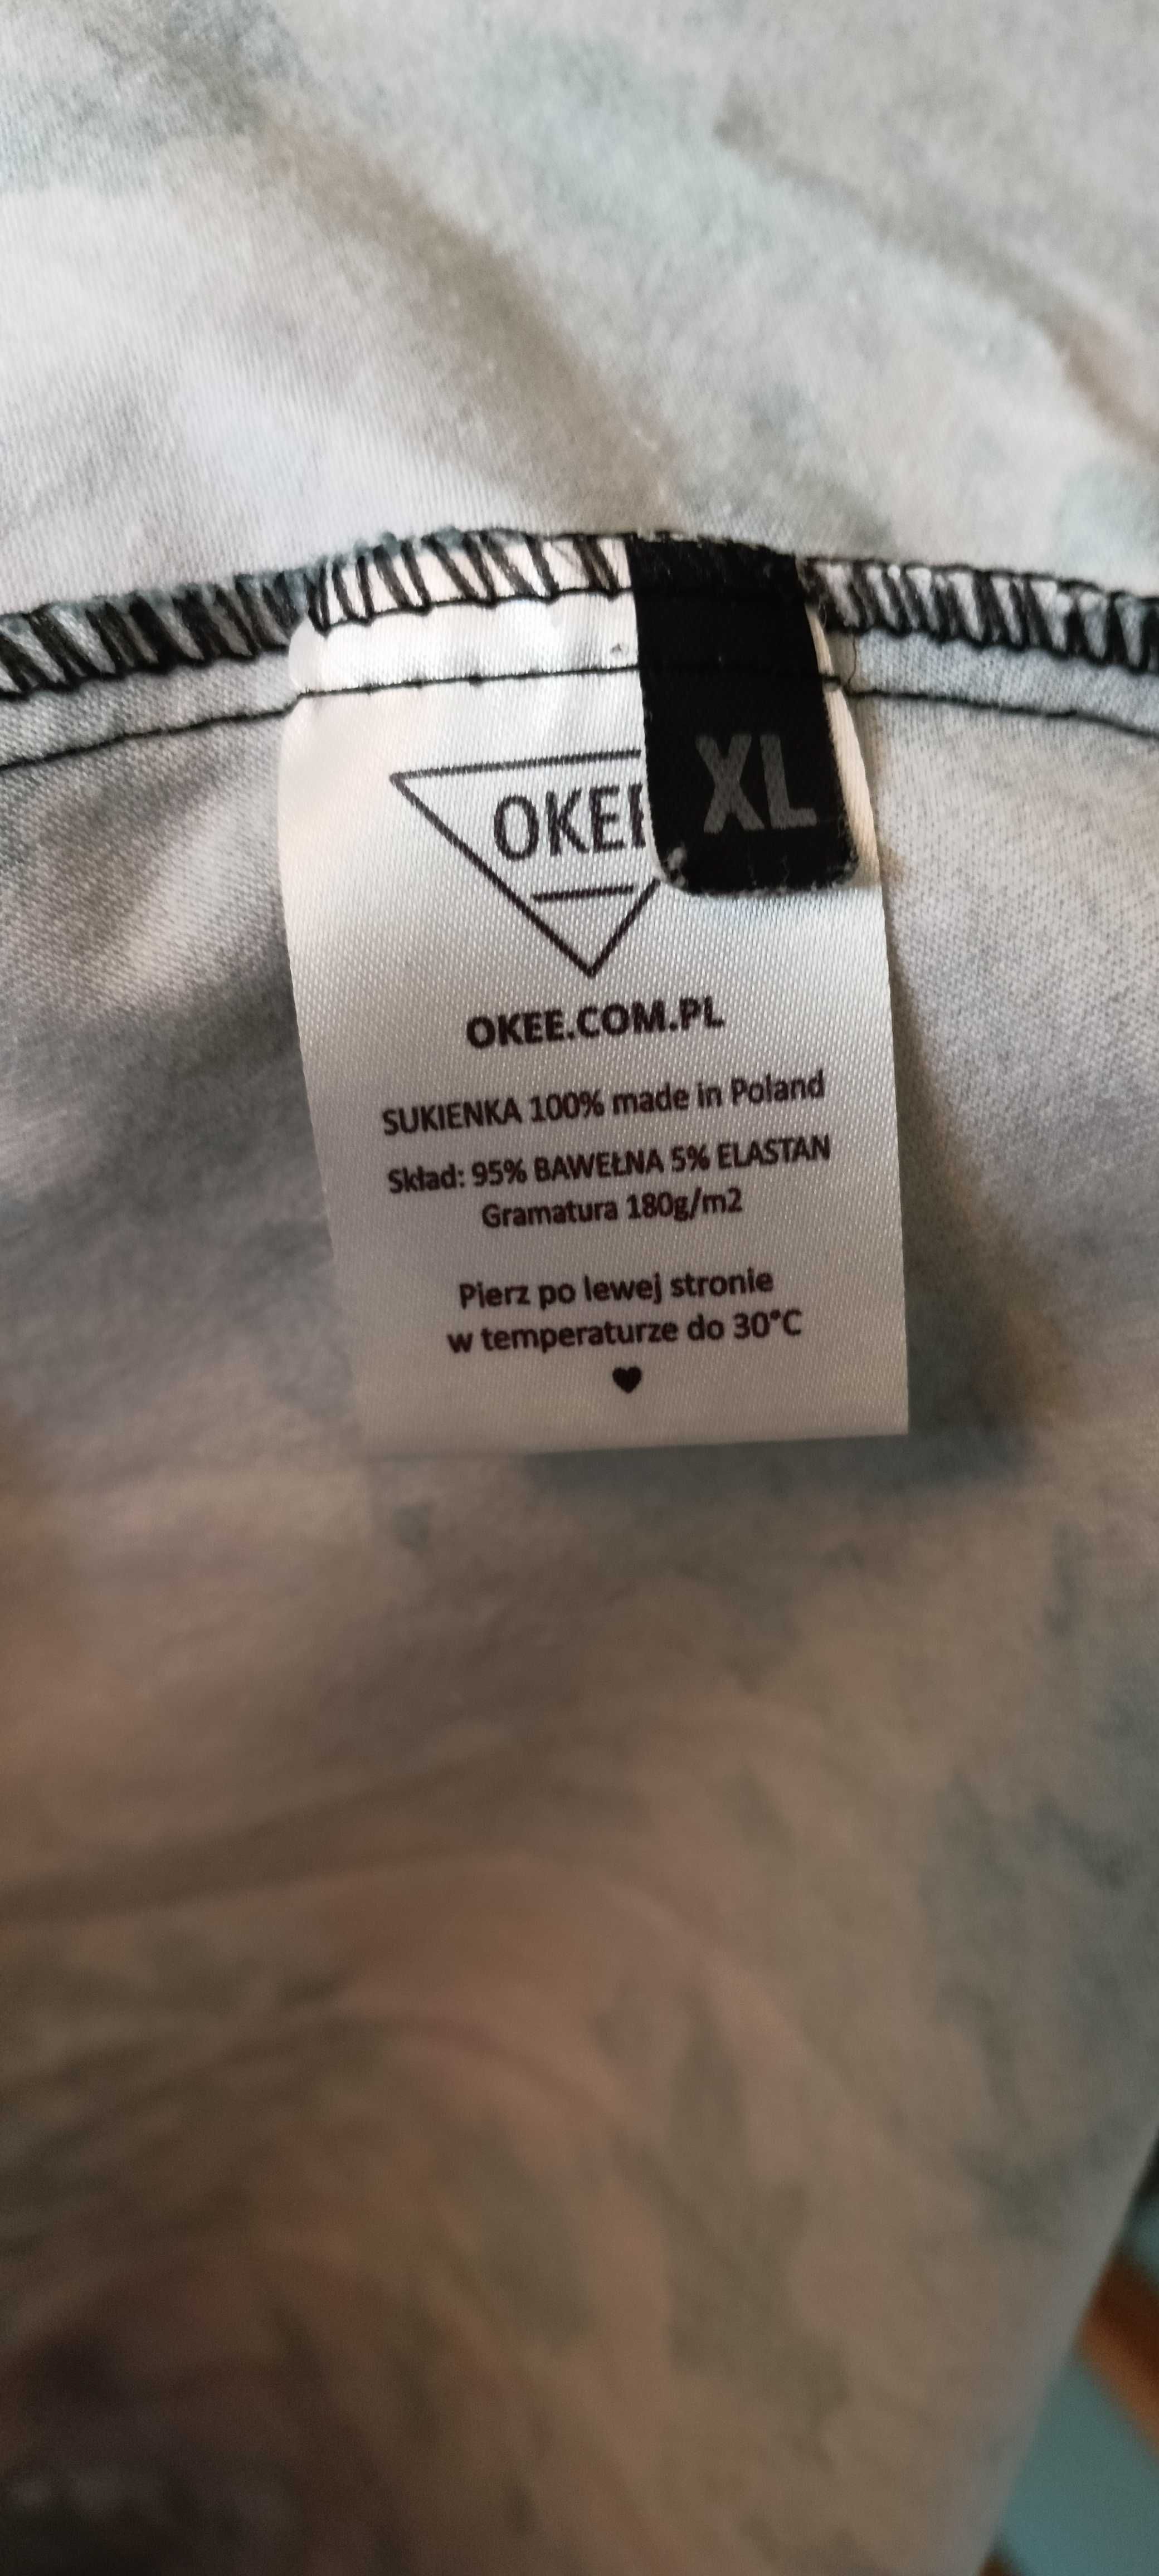 XL
OKEE
OKEE.COM.PL
SUKIENKA 100% made in Poland
Skład: 95% BAWEŁNA 5% ELASTAN
Gramatura 180g/m2
Pierz po lewej stronie
w temperaturze do 30°C